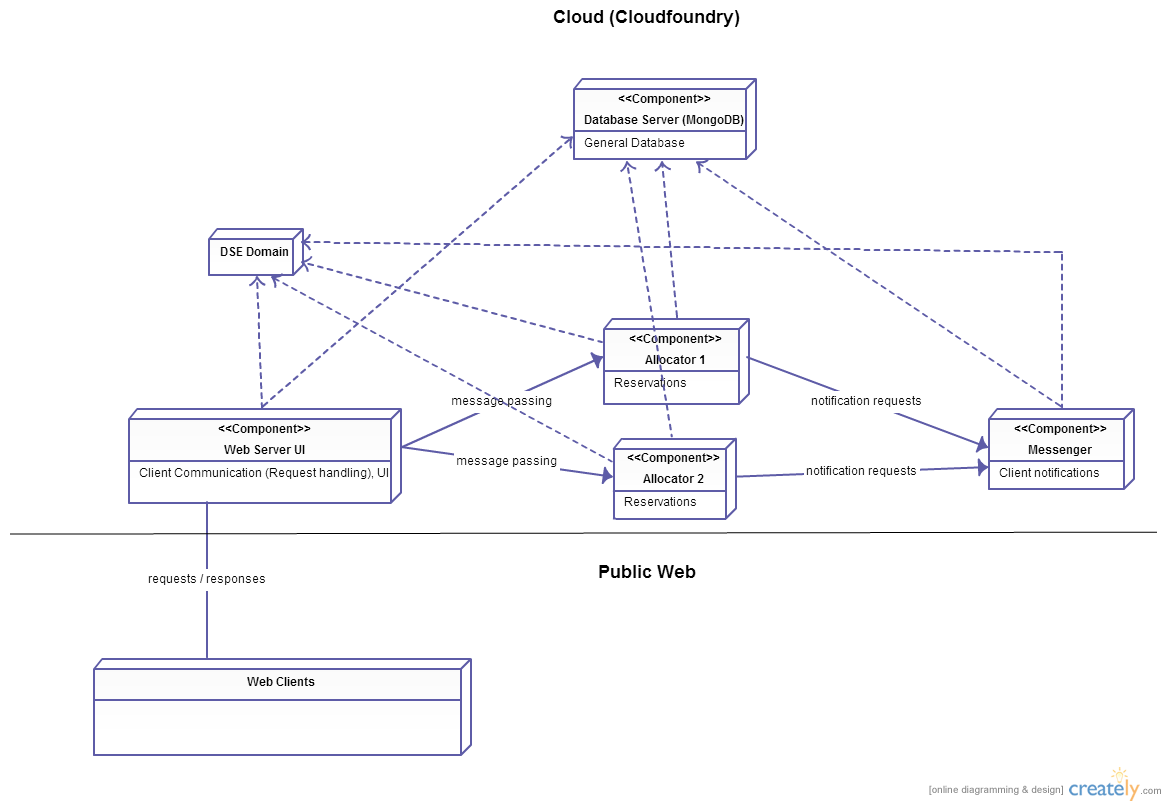 Cloud (Cloudfoundry)
<<Component>>
Database Server (MongoDB)
General Database
DSE Domain
<<Component>>
Allocator 1
Reservations
message passing
notification requests
<<Component>>
Web Server UI
Client Communication (Request handling), UI
message passing
<<Component>>
Allocator 2
Reservations
notification requests
<<Component>>
Messenger
Client notifications
Public Web
requests / responses
Web Clients
[online diagramming & design] creately.com